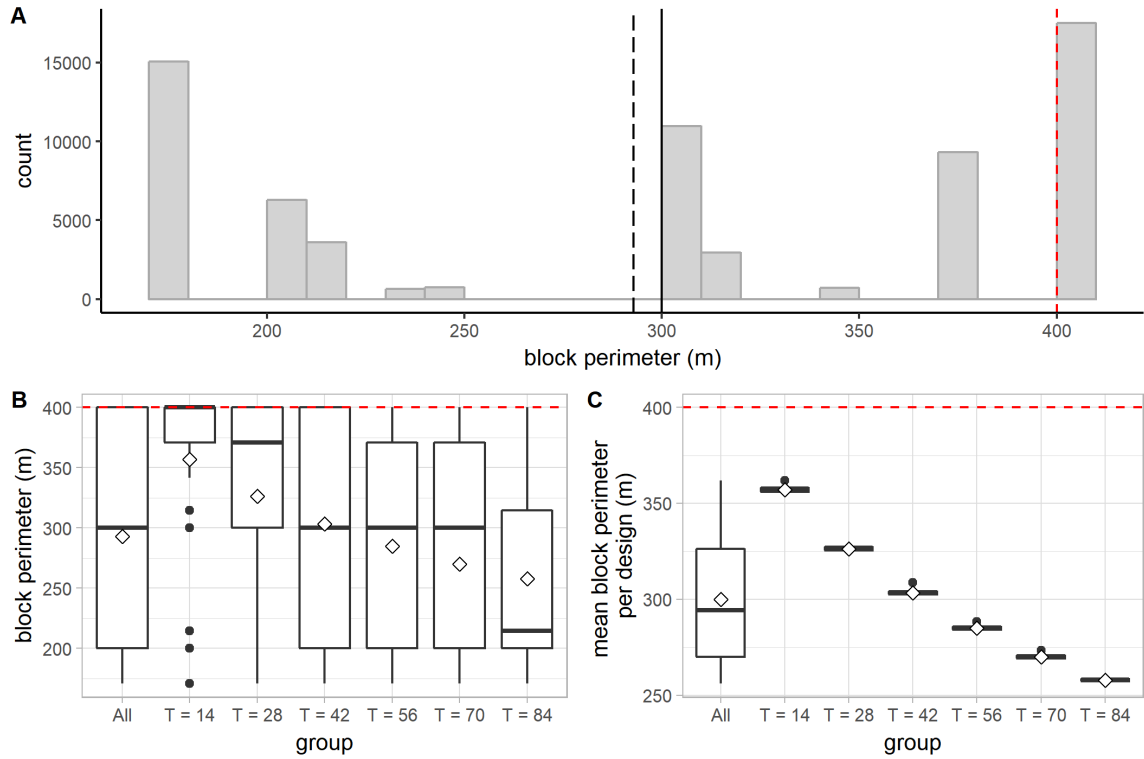 A
15000
10000
5000
0
count
200 250 300 350 400
block perimeter (m)
B
400
350
300
250
200
block perimeter (m)
All T = 14 T = 28 T = 42 T = 56 T = 70 T = 84
group
C
400
350
300
250
mean block perimeter
per design (m)
All T = 14 T = 28 T = 42 T = 56 T = 70 T = 84
group